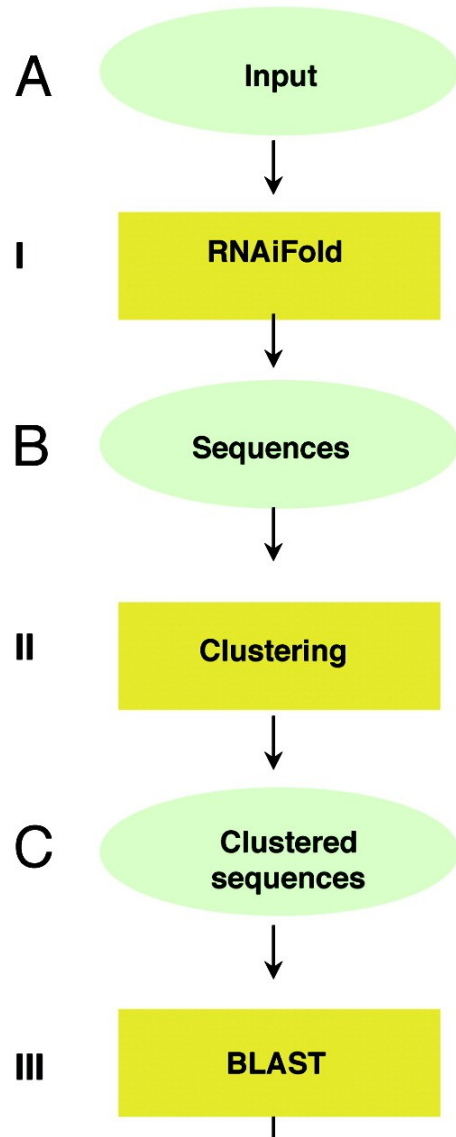 A
Input
I
RNAiFold
B
Sequences
II
Clustering
C
Clustered
sequences
III
BLAST